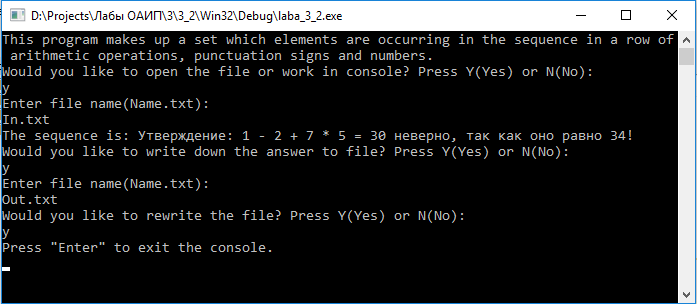 D:\Projects\Лабы ОАИП\3\3_2\Win32\Debug\laba_3_2.exe
This program makes up a set which elements are occurring in the sequence in a row of
 arithmetic operations, punctuation signs and numbers.
Would you like to open the file or work in console? Press Y(Yes) or N(No):
y
Enter file name(Name.txt):
In.txt
The sequence is: Утверждение: 1 - 2 + 7 * 5 = 30 неверно, так как оно равно 34!
Would you like to write down the answer to file? Press Y(Yes) or N(No):
y
Enter file name(Name.txt):
Out.txt
Would you like to rewrite the file? Press Y(Yes) or N(No):
y
Press "Enter" to exit the console.